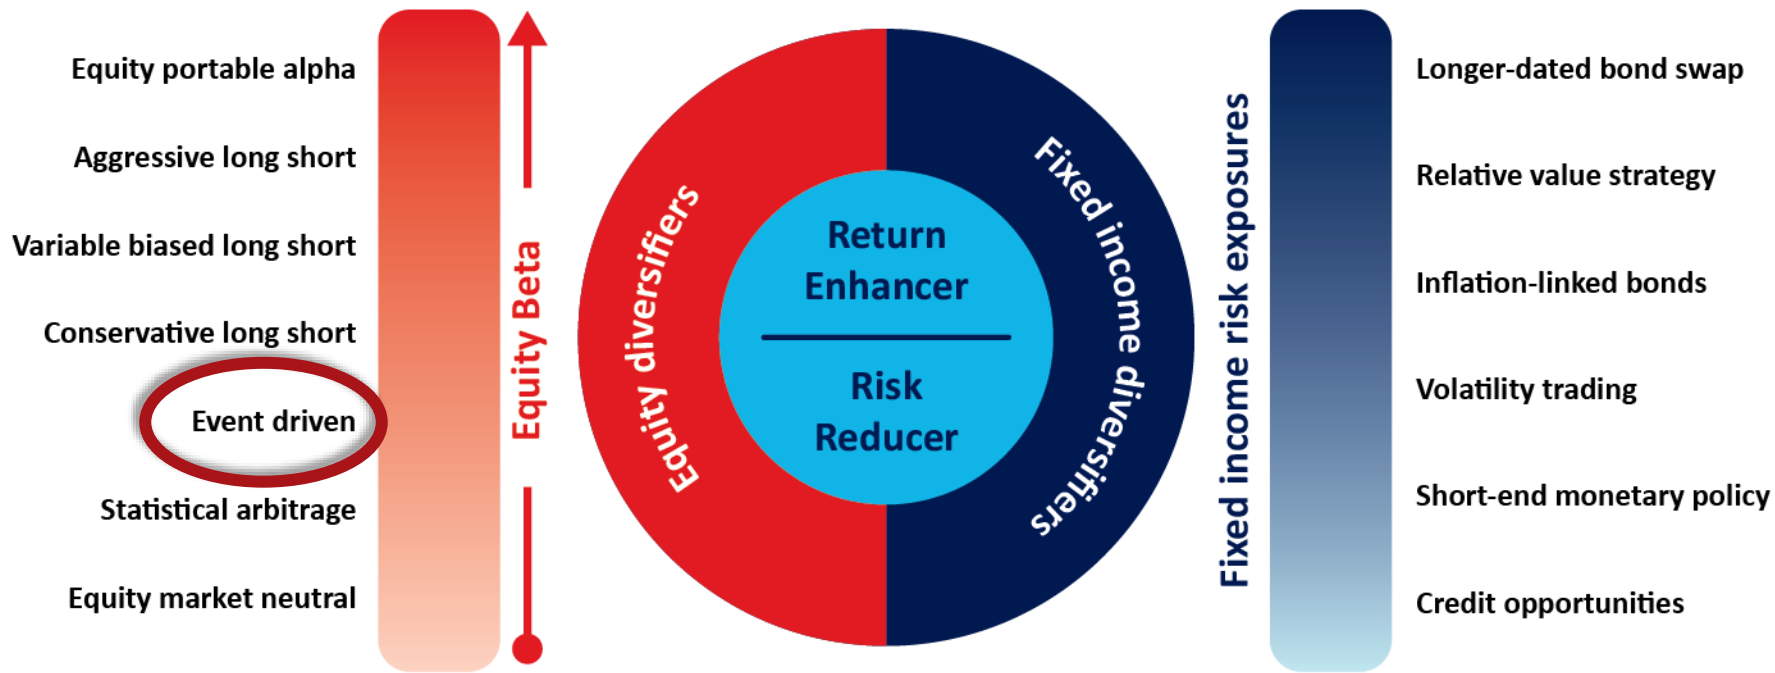 Equity portable alpha
Aggressive long short
Variable biased long short
Conservative long short
Event driven
Statistical arbitrage
Equity market neutral
Equity Beta
Equity diversifiers
Return
Enhancer
Risk
Reducer
Fixed income diversifiers
Fixed income risk exposures
Longer-dated bond swap
Relative value strategy
Inflation-linked bonds
Volatility trading
Short-end monetary policy
Credit opportunities